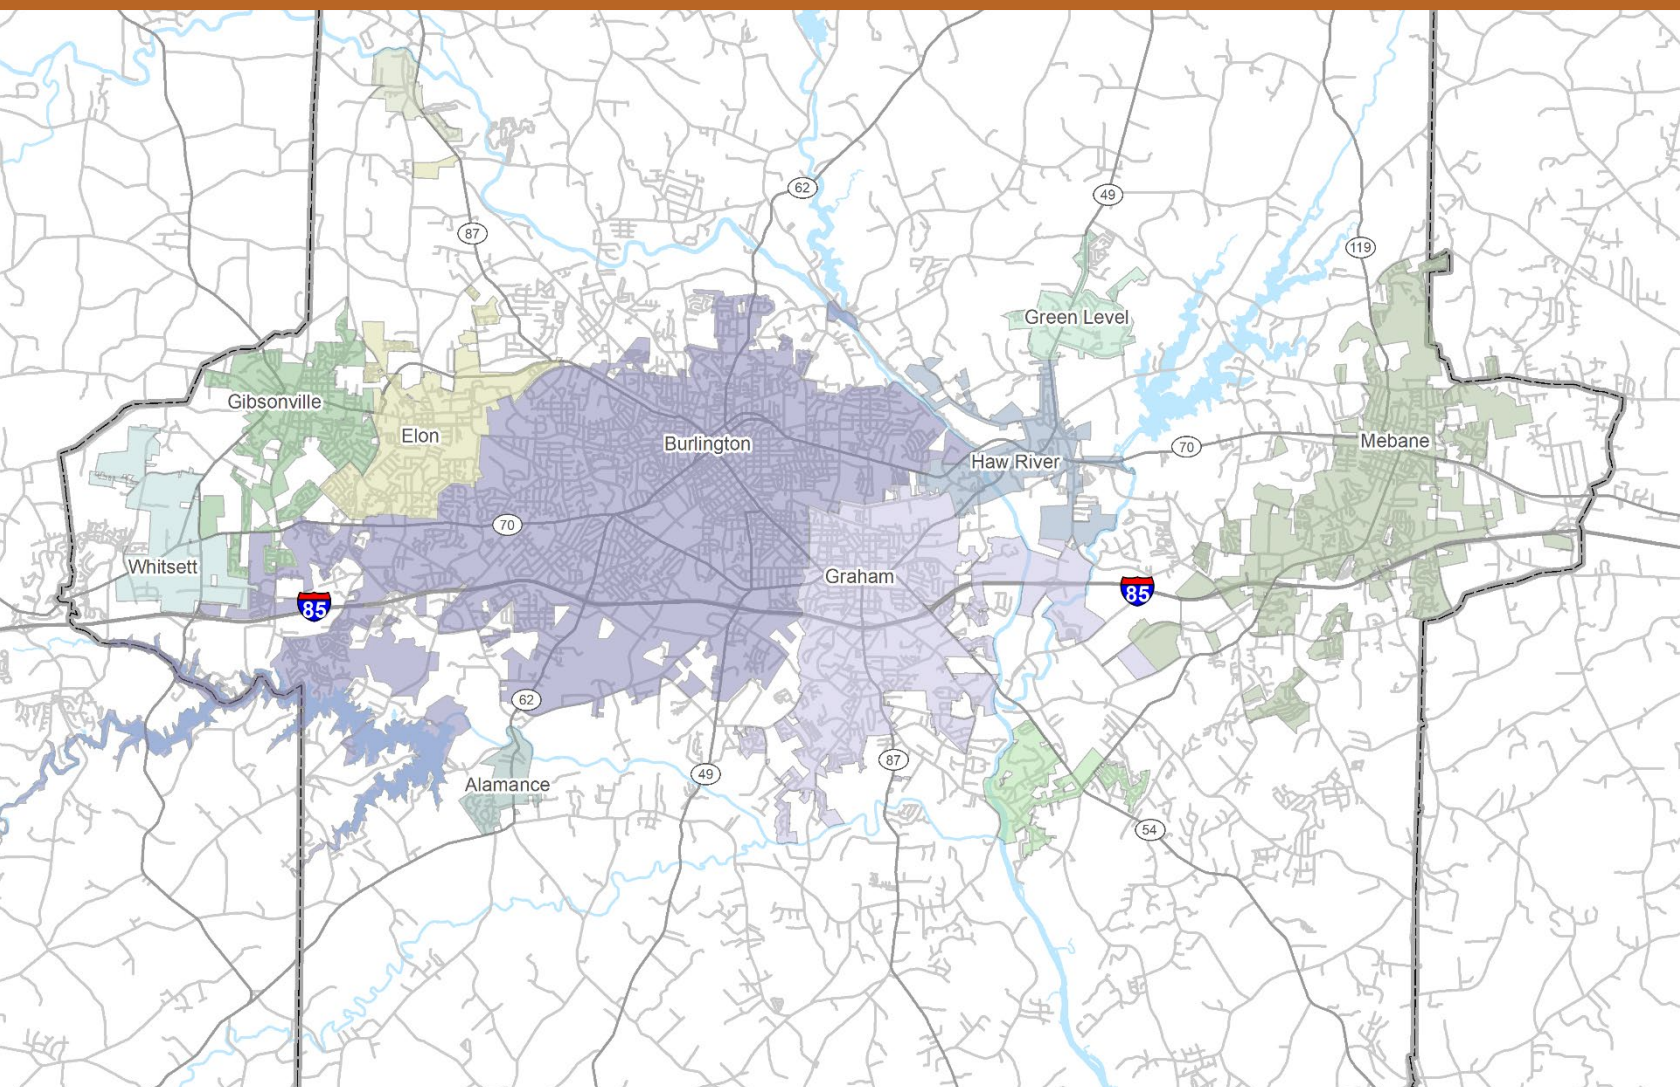 62
49
87
119
Green Level
Gibsonville
Elon
Burlington
Haw River
70
Mebane
70
Whitsett
Graham
85
85
62
Alamance
49
87
54